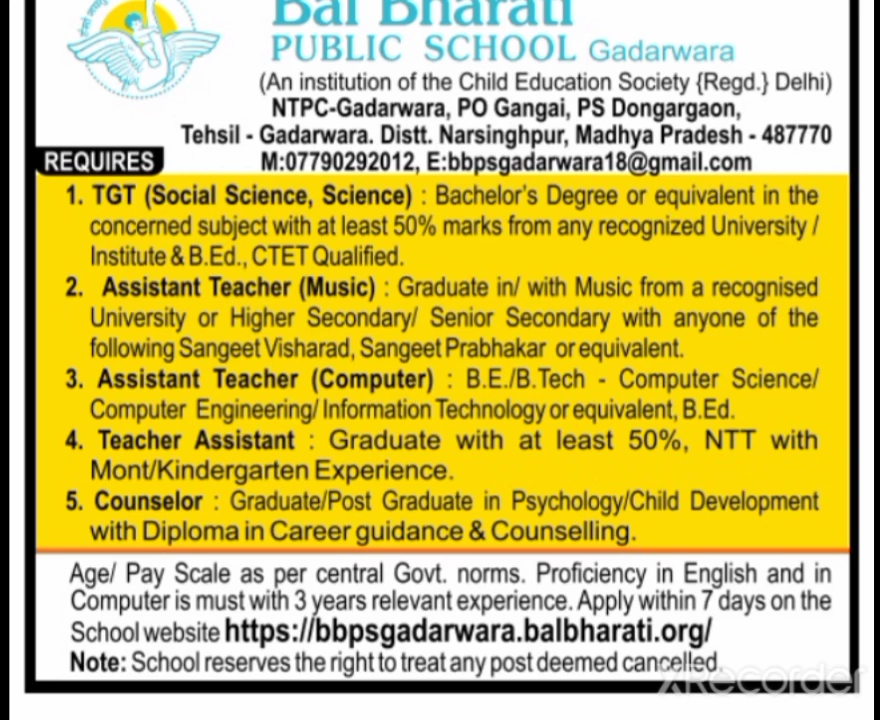 Bal Bharati
PUBLIC SCHOOL Gadarwara
(An institution of the Child Education Society {Regd.} Delhi)
NTPC-Gadarwara, PO Gangai, PS Dongargaon,
Tehsil - Gadarwara. Distt. Narsinghpur, Madhya Pradesh - 487770
REQUIRES M:07790292012, E:bbpsgadarwara18@gmail.com
1. TGT (Social Science, Science) : Bachelor's Degree or equivalent in the
concerned subject with at least 50% marks from any recognized University /
Institute & B.Ed., CTET Qualified.
2. Assistant Teacher (Music) : Graduate in/ with Music from a recognised
University or Higher Secondary/ Senior Secondary with anyone of the
following Sangeet Visharad, Sangeet Prabhakar or equivalent.
3. Assistant Teacher (Computer) : B.E./B.Tech - Computer Science/
Computer Engineering/ Information Technology or equivalent, B.Ed.
4. Teacher Assistant : Graduate with at least 50%, NTT with
Mont/Kindergarten Experience.
5. Counselor : Graduate/Post Graduate in Psychology/Child Development
with Diploma in Career guidance & Counselling.
Age/ Pay Scale as per central Govt. norms. Proficiency in English and in
Computer is must with 3 years relevant experience. Apply within 7 days on the
School website https://bbpsgadarwara.balbharati.org/
Note: School reserves the right to treat any post deemed cancelled.
XRecorder